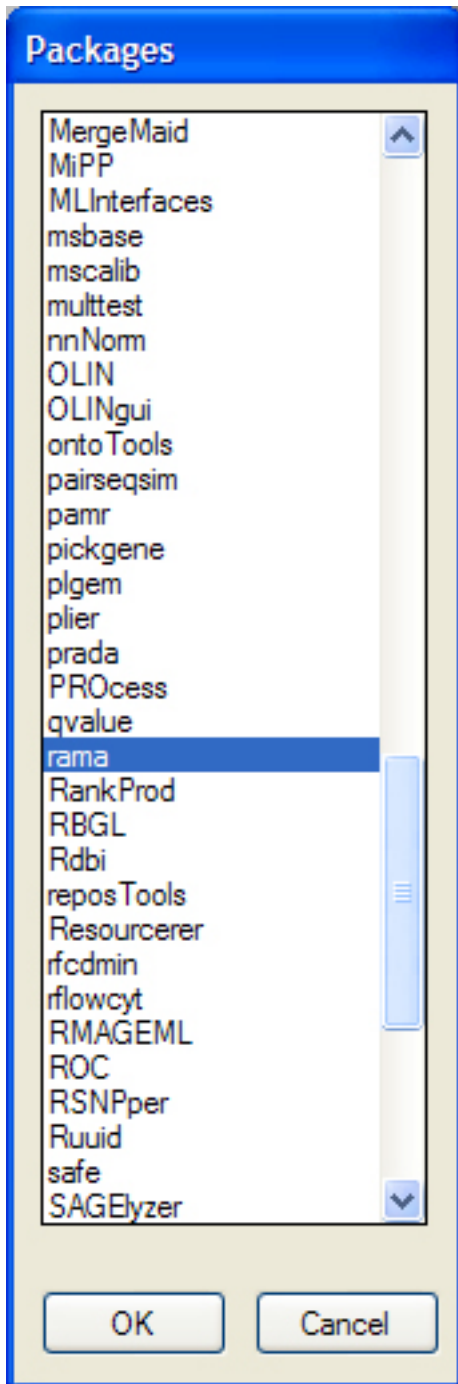 Packages
MergeMaid
MiPP
MLInterfaces
msbase
mscalib
multtest
nnNorm
OLIN
OLINgui
ontoTools
pairseqsim
pamr
pickgene
plgem
plier
prada
PROcess
qvalue
rama
RankProd
RBGL
Rdbi
reposTools
Resourcerer
rfcdmin
rflowcyt
RMAGEML
ROC
RSNPper
Ruuid
safe
SAGElyzer
OK Cancel